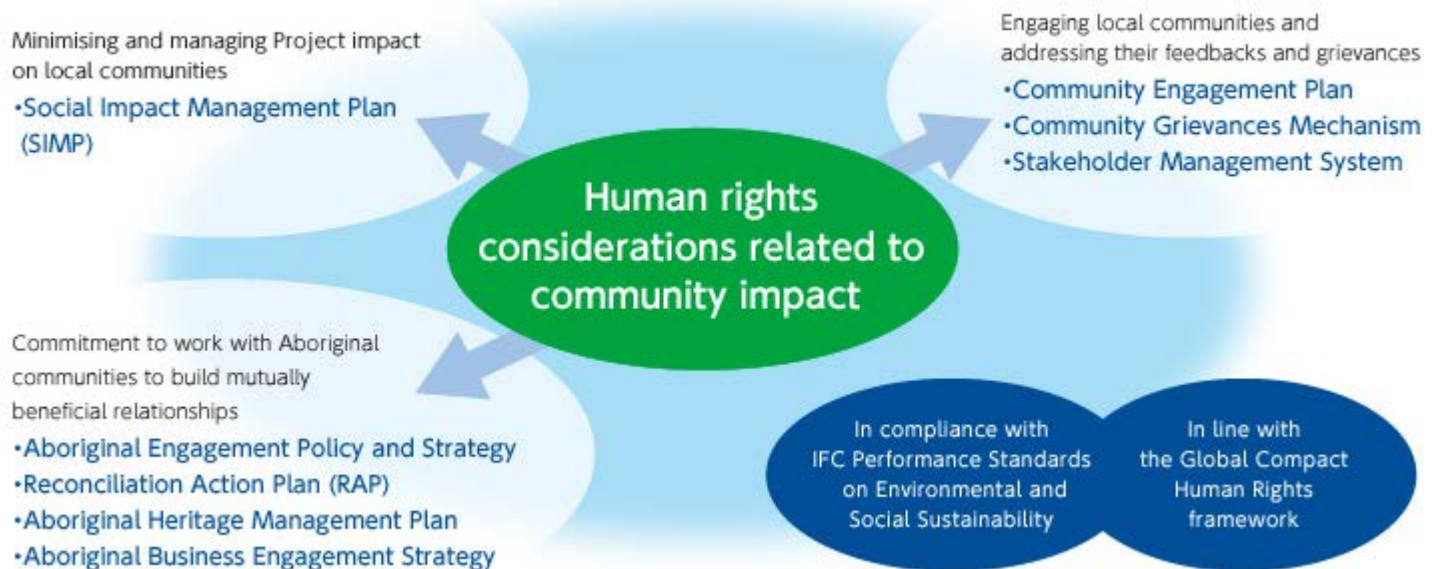 Minimising and managing Project impact
on local communities
•Social Impact Management Plan
(SIMP)
Engaging local communities and
addressing their feedbacks and grievances
•Community Engagement Plan
•Community Grievances Mechanism
•Stakeholder Management System
Human rights
considerations related to
community impact
Commitment to work with Aboriginal
communities to build mutually
beneficial relationships
•Aboriginal Engagement Policy and Strategy
•Reconciliation Action Plan (RAP)
•Aboriginal Heritage Management Plan
•Aboriginal Business Engagement Strategy
In compliance with
IFC Performance Standards
on Environmental and
Social Sustainability
In line with
the Global Compact
Human Rights
framework